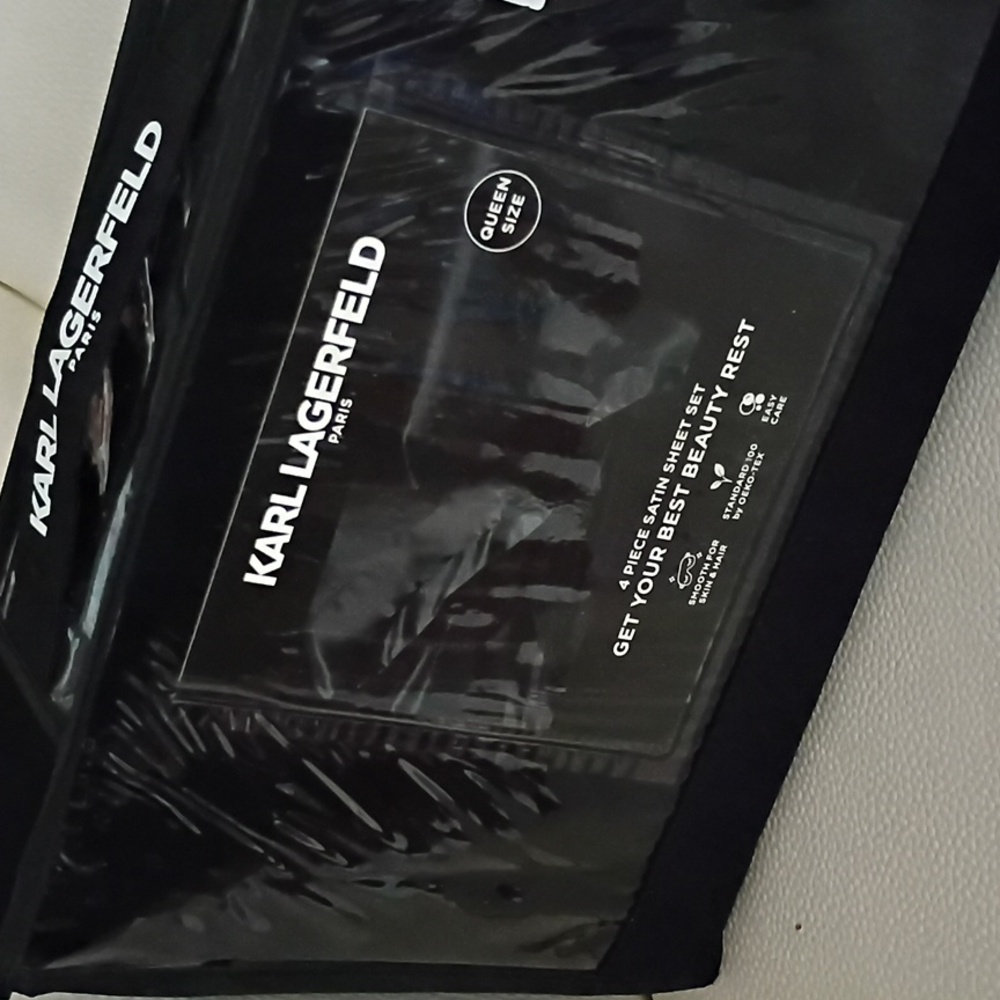 KARL LAGERFELD
PARIS
KARL LAGERFELD
PARIS
QUEEN
SIZE
4 PIECE SATIN SHEET SET
GET YOUR BEST BEAUTY REST
SMOOTH FOR
SKIN & HAIR
STANDARD 100
by OEKO-TEX
EASY
CARE